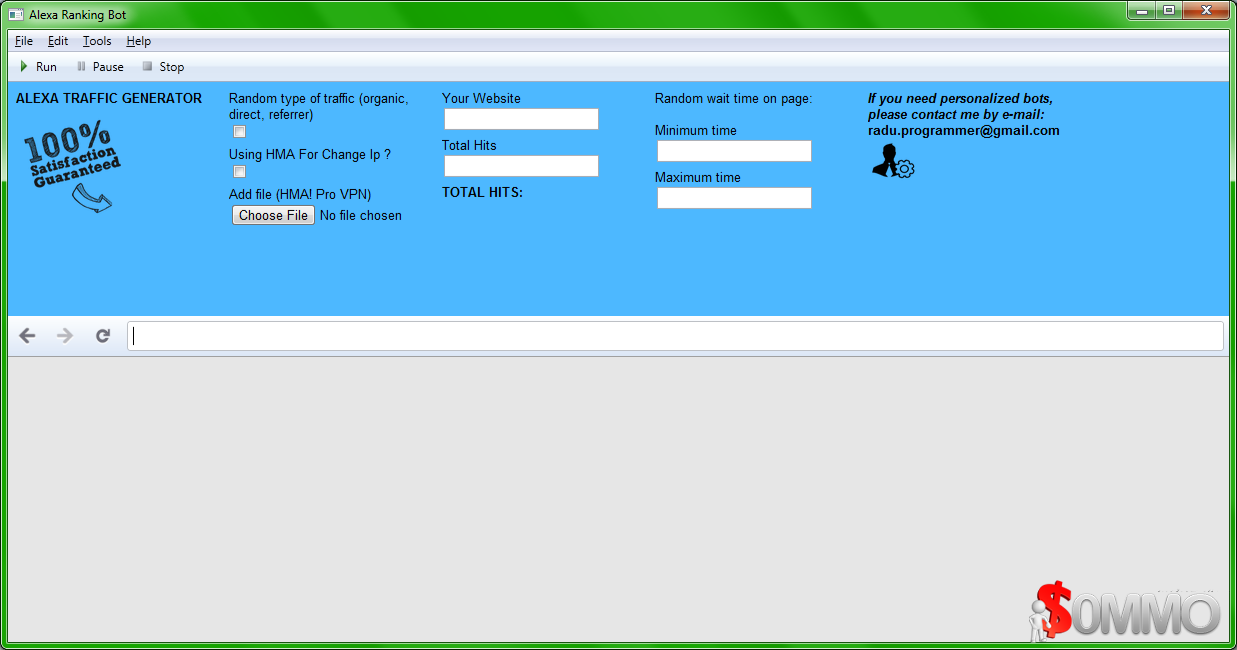 Alexa Ranking Bot
File Edit Tools Help
Run Pause Stop
ALEXA TRAFFIC GENERATOR
100%
Satisfaction
Guaranteed
Random type of traffic (organic,
direct, referrer)
Using HMA For Change Ip ?
Add file (HMA! Pro VPN)
Choose File No file chosen
Your Website
Total Hits
TOTAL HITS:
Random wait time on page:
Minimum time
Maximum time
If you need personalized bots,
please contact me by e-mail:
radu.programmer@gmail.com
$OMMO